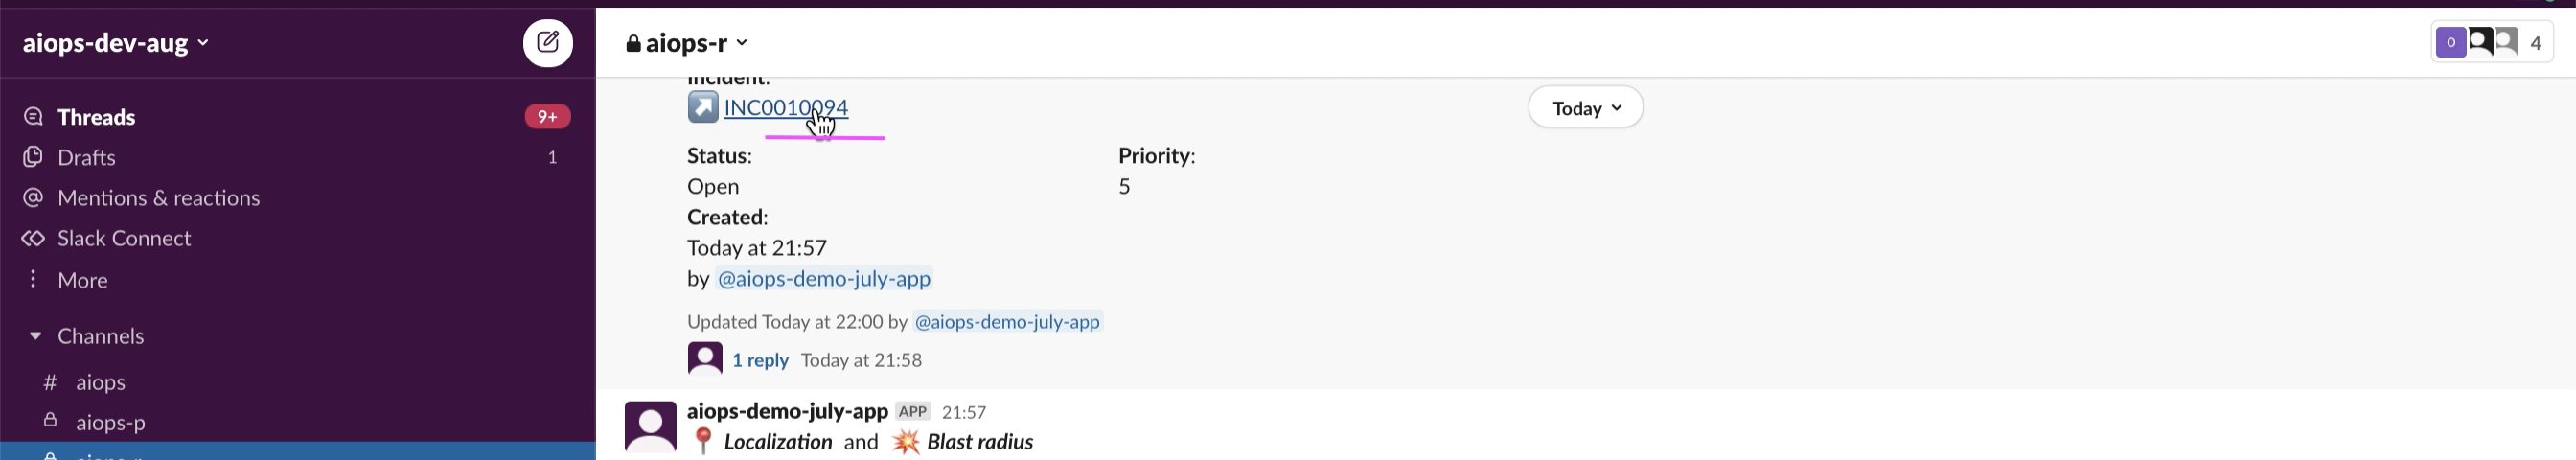 aiops-dev-aug
Threads 9+
Drafts 1
Mentions & reactions
Slack Connect
More
Channels
# aiops
aiops-p
aiops-r
aiops-r
4
Incident:
INC0010094
Today
Status: Priority:
Open 5
Created:
Today at 21:57
by @aiops-demo-july-app
Updated Today at 22:00 by @aiops-demo-july-app
1 reply Today at 21:58
aiops-demo-july-app APP 21:57
Localization and Blast radius